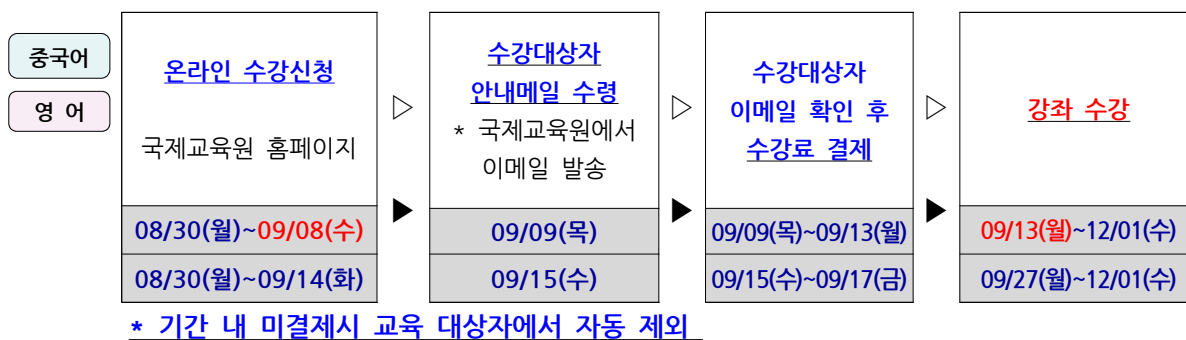 중국어
영 어
온라인 수강신청
국제교육원 홈페이지
▷
수강대상자
안내메일 수령
* 국제교육원에서
이메일 발송
▷
수강대상자
이메일 확인 후
수강료 결제
▷
강좌 수강
08/30(월)~09/08(수)
▶
09/09(목)
▶
09/09(목)~09/13(월)
▶
09/13(월)~12/01(수)
08/30(월)~09/14(화)
09/15(수)
09/15(수)~09/17(금)
09/27(월)~12/01(수)
* 기간 내 미결제시 교육 대상자에서 자동 제외